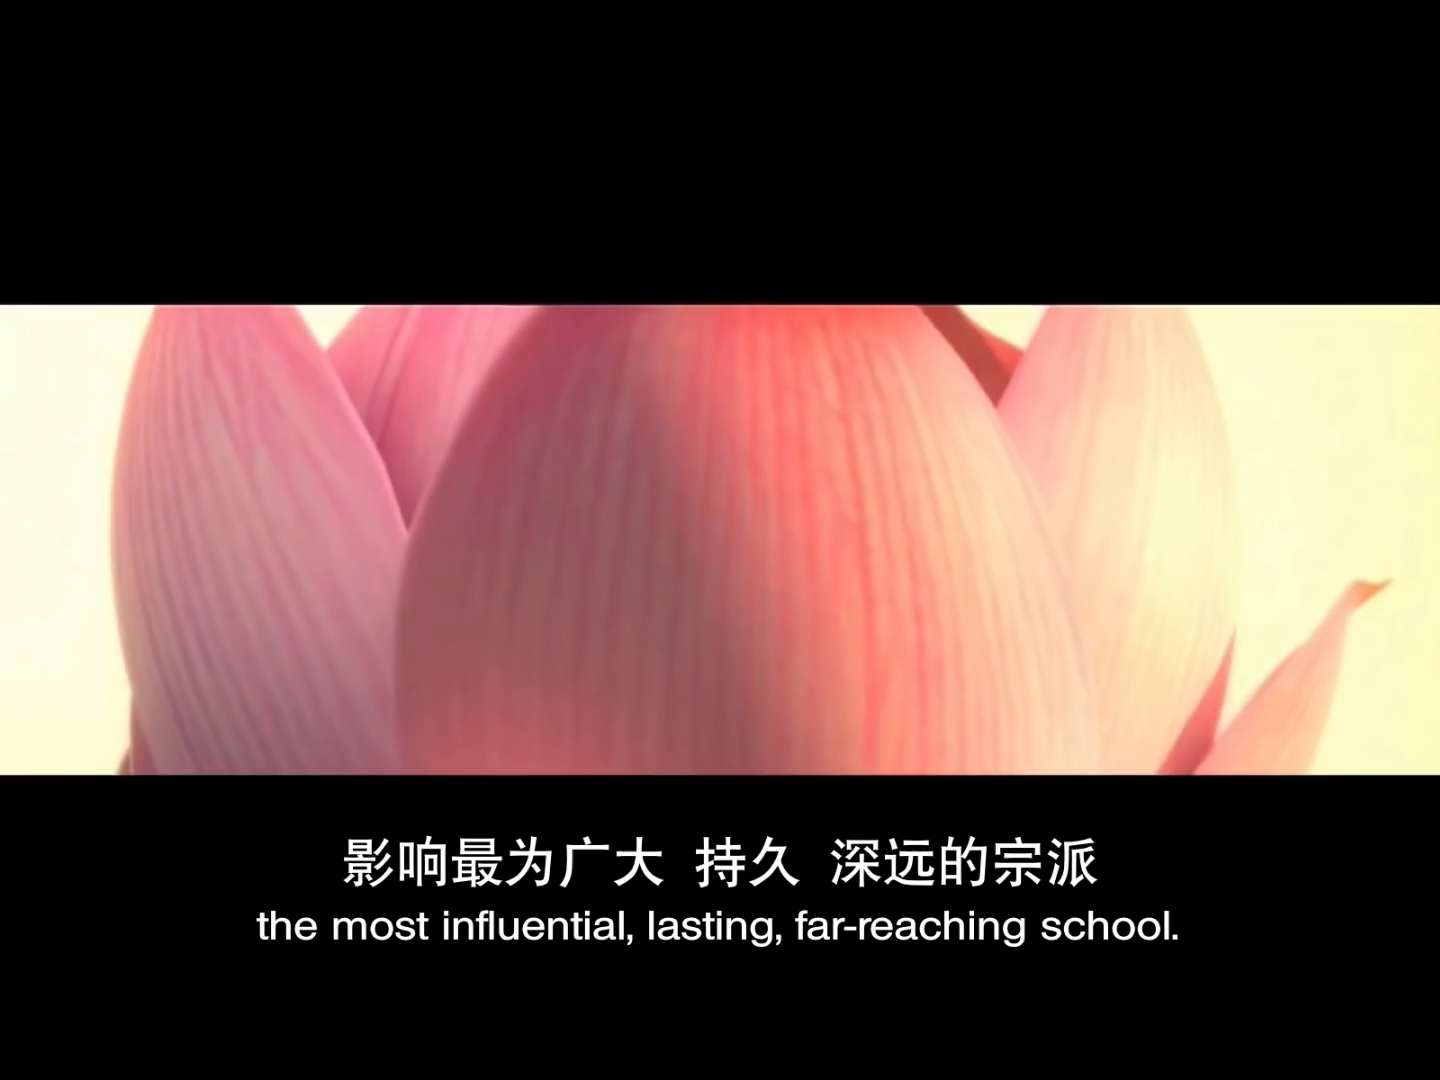 影响最为广大 持久 深远的宗派
the most influential, lasting, far-reaching school.